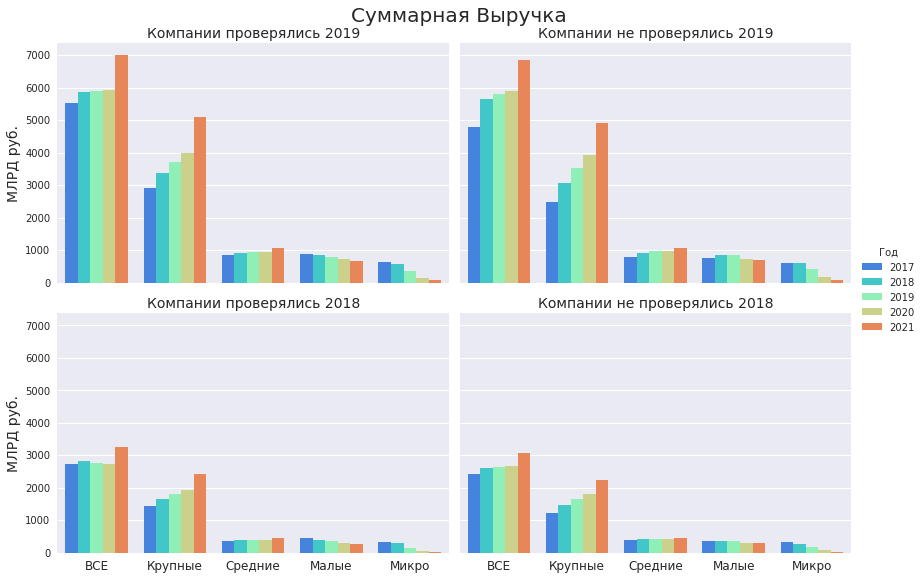 Суммарная Выручка
Компании проверялись 2019
Компании не проверялись 2019
МЛРД руб.
7000
6000
5000
4000
3000
2000
1000
0
Компании проверялись 2018
Компании не проверялись 2018
МЛРД руб.
7000
6000
5000
4000
3000
2000
1000
0
ВСЕ Крупные Средние Малые Микро
ВСЕ Крупные Средние Малые Микро
Год
2017
2018
2019
2020
2021